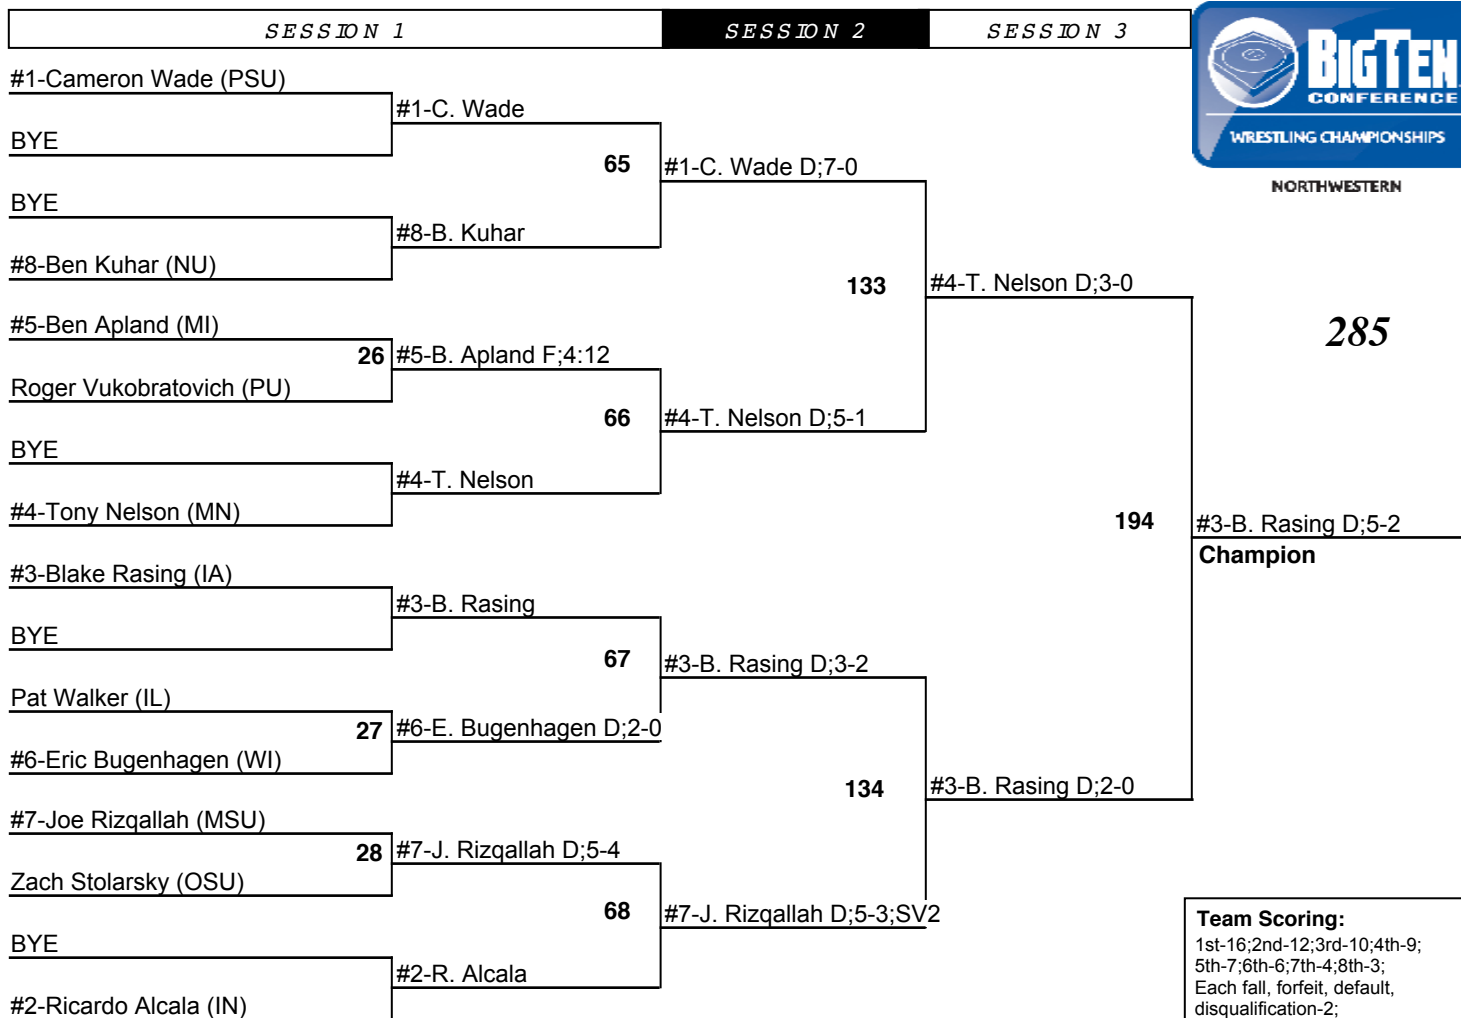 SESSION 1
SESSION 2
SESSION 3
BIGTEN
CONFERENCE
WRESTLING CHAMPIONSHIPS
NORTHWESTERN
285
#1-Cameron Wade (PSU)
#1-C. Wade
BYE
65
#1-C. Wade D;7-0
BYE
#8-B. Kuhar
#8-Ben Kuhar (NU)
133
#4-T. Nelson D;3-0
#5-Ben Apland (MI)
26
#5-B. Apland F;4:12
Roger Vukobratovich (PU)
66
#4-T. Nelson D;5-1
BYE
#4-T. Nelson
#4-Tony Nelson (MN)
194
#3-B. Rasing D;5-2
Champion
#3-Blake Rasing (IA)
#3-B. Rasing
BYE
67
#3-B. Rasing D;3-2
Pat Walker (IL)
27
#6-E. Bugenhagen D;2-0
#6-Eric Bugenhagen (WI)
134
#3-B. Rasing D;2-0
#7-Joe Rizqallah (MSU)
28
#7-J. Rizqallah D;5-4
Zach Stolarsky (OSU)
68
#7-J. Rizqallah D;5-3;SV2
BYE
#2-R. Alcala
#2-Ricardo Alcala (IN)
Team Scoring:
1st-16;2nd-12;3rd-10;4th-9;
5th-7;6th-6;7th-4;8th-3;
Each fall, forfeit, default,
disqualification-2;